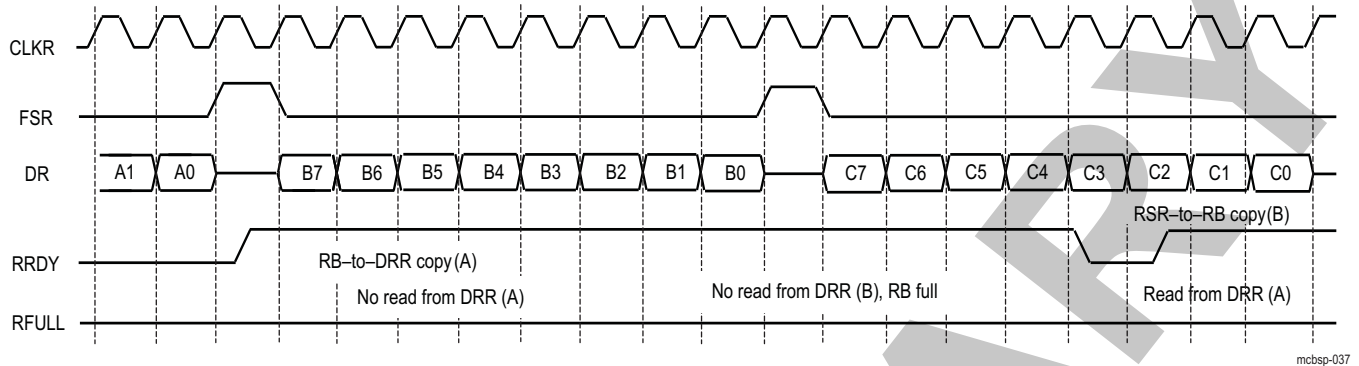 CLKR
FSR
DR A1 A0 B7 B6 B5 B4 B3 B2 B1 B0 C7 C6 C5 C4 C3 C2 C1 C0
RSR–to–RB copy(B)
RRDY RB–to–DRR copy(A)
No read from DRR (A) No read from DRR (B), RB full Read from DRR (A)
RFULL
mcbsp-037